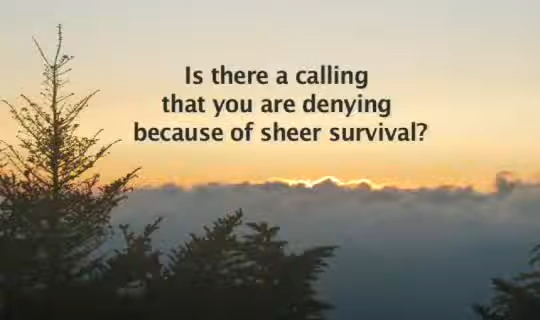 Is there a calling
that you are denying
because of sheer survival?